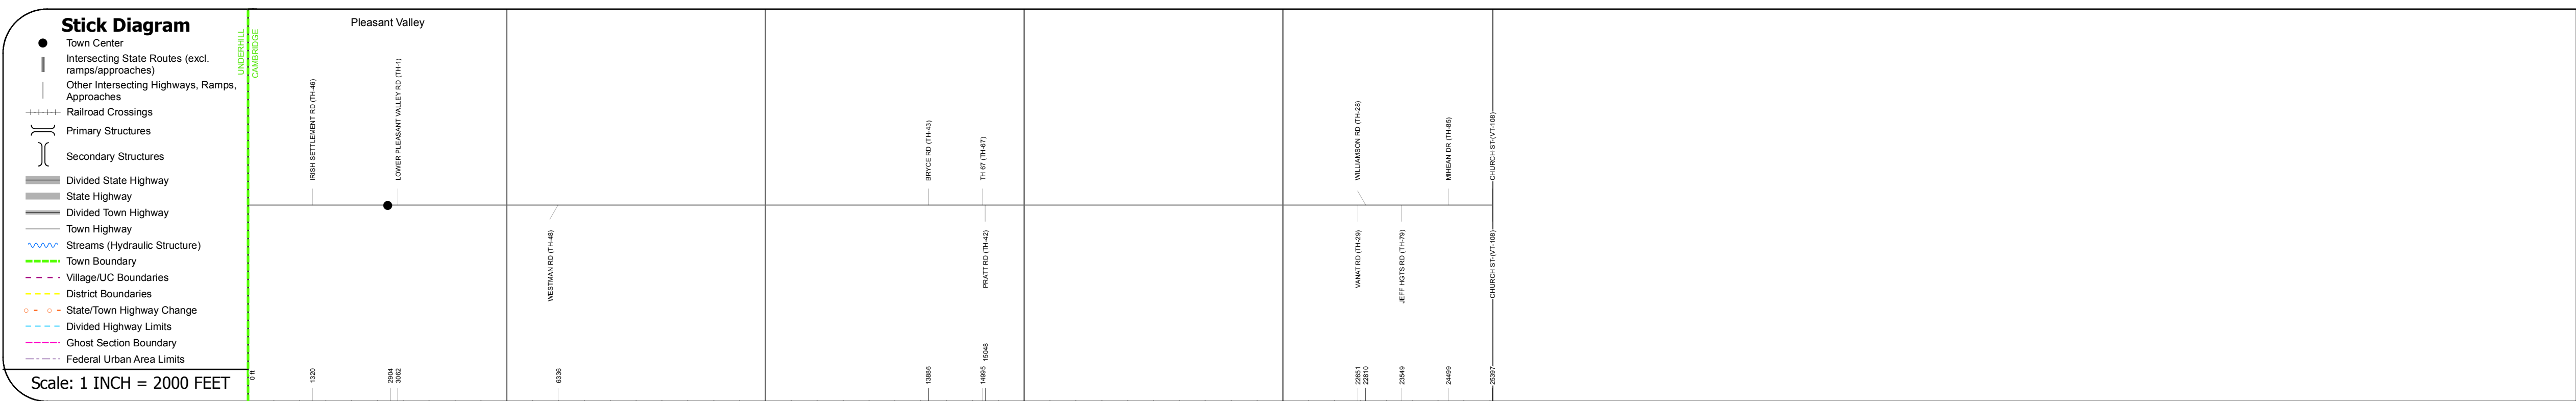 Stick Diagram
Town Center
Intersecting State Routes (excl.
ramps/approaches)
Other Intersecting Highways, Ramps,
Approaches
Railroad Crossings
Primary Structures
Secondary Structures
Divided State Highway
State Highway
Divided Town Highway
Town Highway
Streams (Hydraulic Structure)
Town Boundary
Village/UC Boundaries
District Boundaries
State/Town Highway Change
Divided Highway Limits
Ghost Section Boundary
Federal Urban Area Limits
Scale: 1 INCH = 2000 FEET
UNDERHILL
CAMBRIDGE
Pleasant Valley
IRISH SETTLEMENT RD (TH-46)
LOWER PLEASANT VALLEY RD (TH-1)
WESTMAN RD (TH-48)
BRYCE RD (TH-43)
TH 67 (TH-67)
PRATT RD (TH-42)
WILLIAMSON RD (TH-28)
VANAT RD (TH-29)
JEFF HGTS RD (TH-79)
MIHEAN DR (TH-85)
CHURCH ST-(VT-108)
CHURCH ST-(VT-108)
0 ft
1320
2904
3062
6336
13886
14995
15048
22651
22810
23549
24499
25397